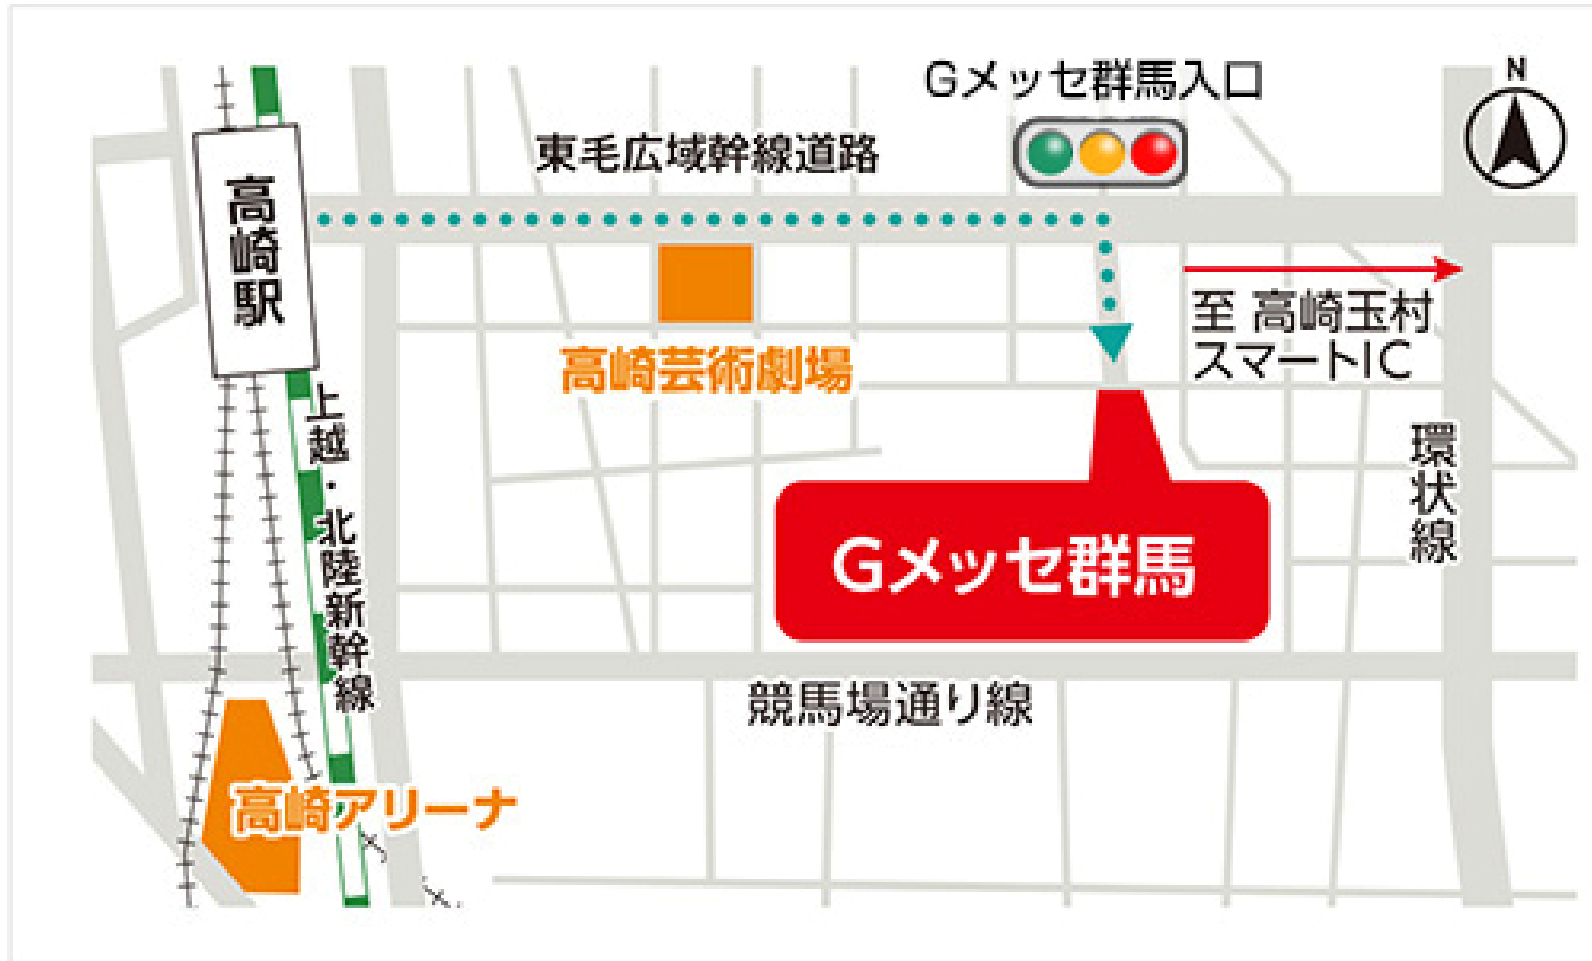 Gメッセ群馬入口
N
東毛広域幹線道路
高崎駅
至 高崎玉村
スマートIC
高崎芸術劇場
上越・北陸新幹線
環状線
Gメッセ群馬
競馬場通り線
高崎アリーナ